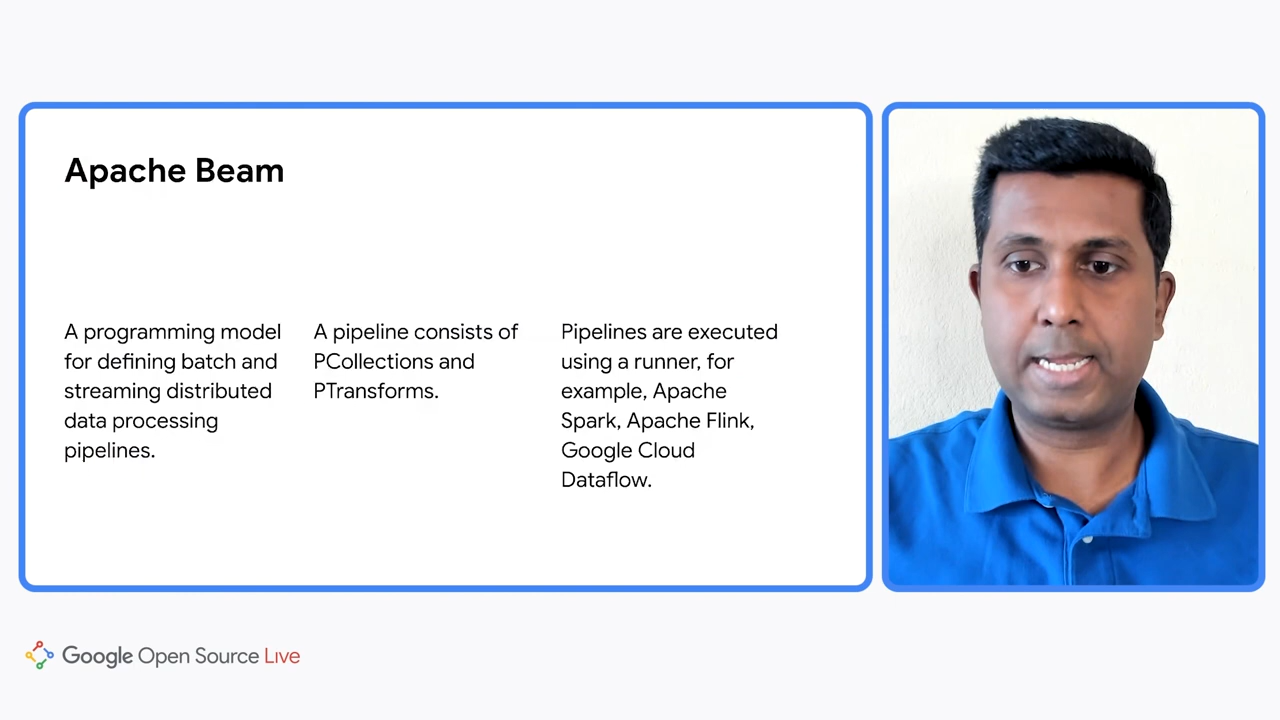 Apache Beam
A programming model
for defining batch and
streaming distributed
data processing
pipelines.
A pipeline consists of
PCollections and
PTransforms.
Pipelines are executed
using a runner, for
example, Apache
Spark, Apache Flink,
Google Cloud
Dataflow.
Google Open Source Live